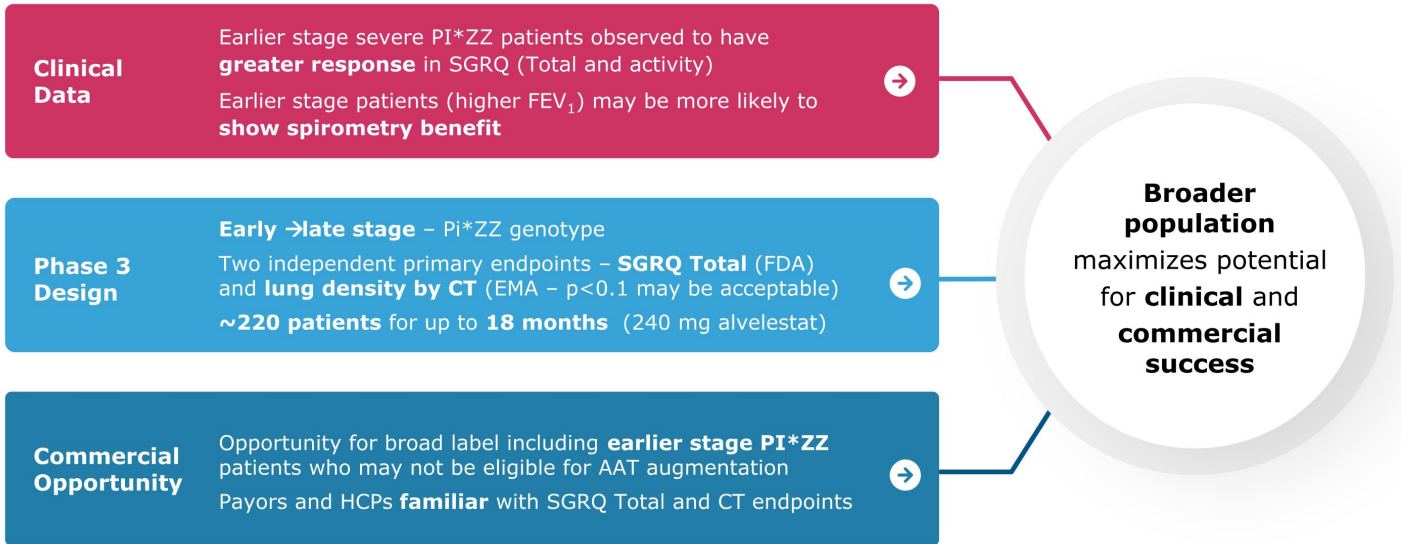 Clinical
Data
Earlier stage severe PI*ZZ patients observed to have
greater response in SGRQ (Total and activity)
Earlier stage patients (higher FEV₁) may be more likely to
show spirometry benefit
Phase 3
Design
Early →late stage – Pi*ZZ genotype
Two independent primary endpoints – SGRQ Total (FDA)
and lung density by CT (EMA – p<0.1 may be acceptable)
~220 patients for up to 18 months (240 mg alvelestat)
Commercial
Opportunity
Opportunity for broad label including earlier stage PI*ZZ
patients who may not be eligible for AAT augmentation
Payors and HCPs familiar with SGRQ Total and CT endpoints
Broader
population
maximizes potential
for clinical and
commercial
success